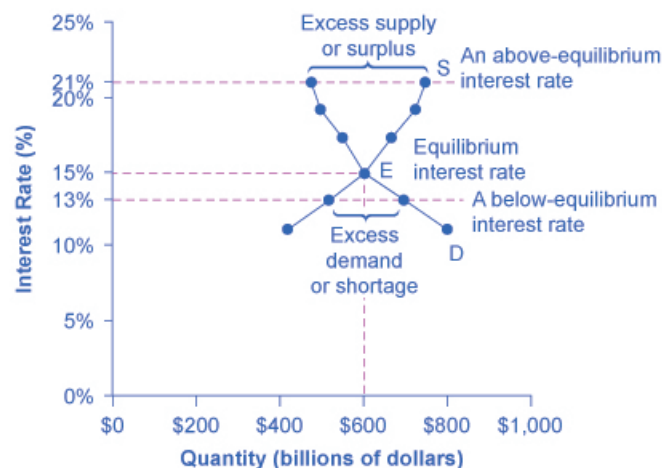 25%
Excess supply
or surplus
S
An above-equilibrium
interest rate
21%
20%
Equilibrium
interest rate
15%
E
13%
A below-equilibrium
interest rate
Excess
demand
or shortage
D
10%
5%
0%
Interest Rate (%)
$0 $200 $400 $600 $800 $1,000
Quantity (billions of dollars)